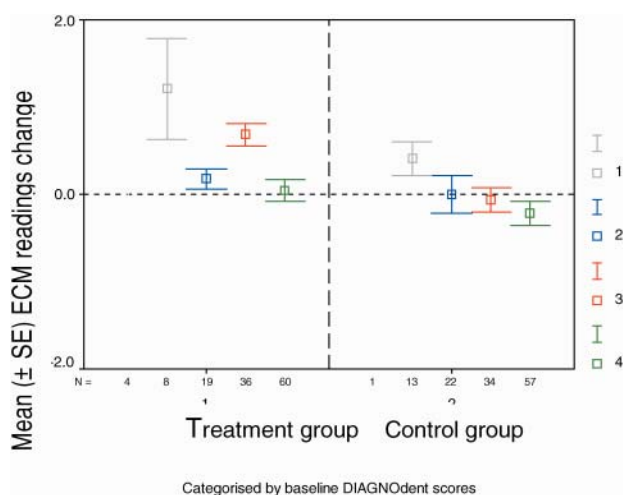 2.0
Mean (± SE) ECM readings change
0.0
-2.0
1
2
3
4
N = 4 8 19 36 60 1 13 22 34 57
Treatment group Control group
Categorised by baseline DIAGNOdent scores